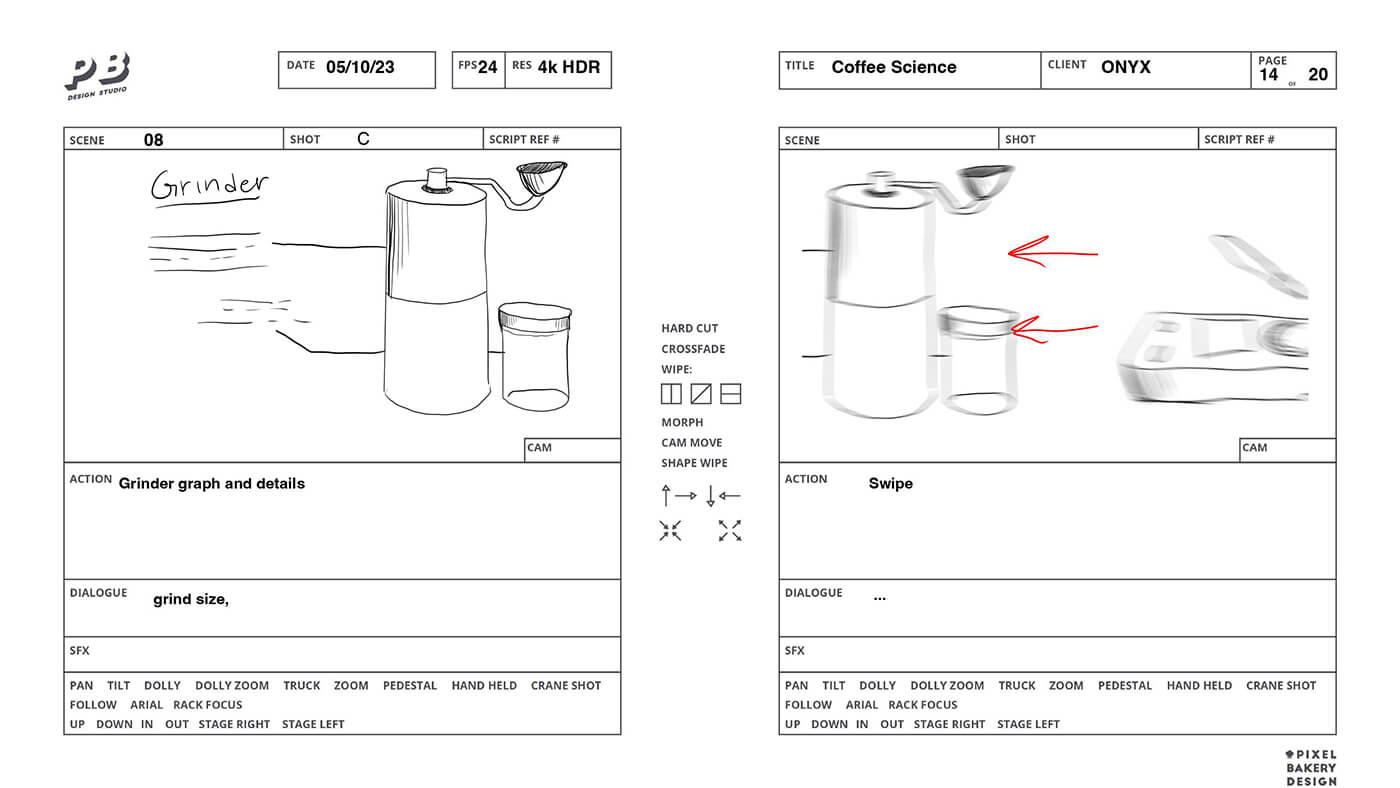 PB
DESIGN STUDIO
DATE 05/10/23
FPS 24 RES 4k HDR
TITLE Coffee Science
CLIENT ONYX
PAGE
14 OF 20
SCENE 08 SHOT C SCRIPT REF #
Grinder
CAM
ACTION Grinder graph and details
DIALOGUE grind size,
SFX
PAN TILT DOLLY DOLLY ZOOM TRUCK ZOOM PEDESTAL HAND HELD CRANE SHOT
FOLLOW ARIAL RACK FOCUS
UP DOWN IN OUT STAGE RIGHT STAGE LEFT
HARD CUT
CROSSFADE
WIPE:
MORPH
CAM MOVE
SHAPE WIPE
SCENE SHOT SCRIPT REF #
CAM
ACTION Swipe
DIALOGUE ...
SFX
PAN TILT DOLLY DOLLY ZOOM TRUCK ZOOM PEDESTAL HAND HELD CRANE SHOT
FOLLOW ARIAL RACK FOCUS
UP DOWN IN OUT STAGE RIGHT STAGE LEFT
PIXEL
BAKERY
DESIGN